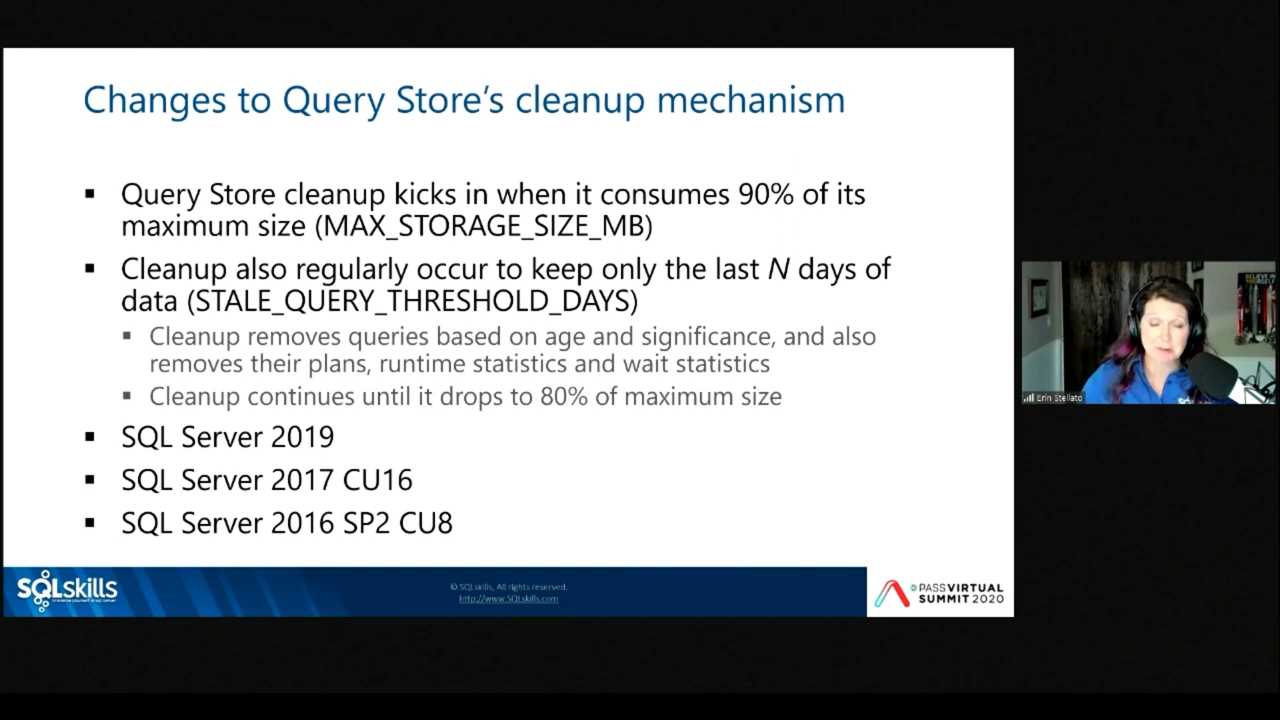 Changes to Query Store's cleanup mechanism
▪ Query Store cleanup kicks in when it consumes 90% of its
maximum size (MAX_STORAGE_SIZE_MB)
▪ Cleanup also regularly occur to keep only the last N days of
data (STALE_QUERY_THRESHOLD_DAYS)
▪ Cleanup removes queries based on age and significance, and also
removes their plans, runtime statistics and wait statistics
▪ Cleanup continues until it drops to 80% of maximum size
▪ SQL Server 2019
▪ SQL Server 2017 CU16
▪ SQL Server 2016 SP2 CU8
SQLskills
© SQLskills, All rights reserved.
http://www.SQLskills.com
PASS VIRTUAL
SUMMIT 2020
BELIEVE IN
YOURSELF
Erin Stellato